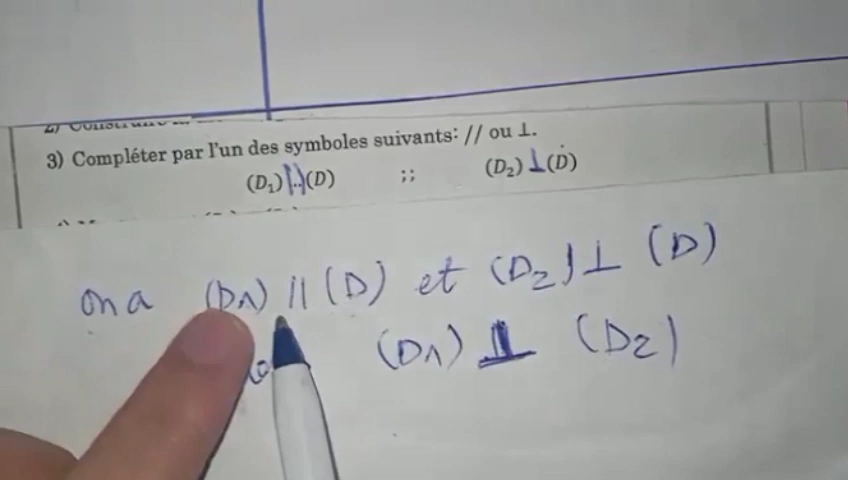 3) Compléter par l'un des symboles suivants: // ou ⊥.
(D₁) // (D) ;; (D₂) ⊥ (D)
on a (D1) // (D) et (D2) ⊥ (D)
(D1) ⊥ (D2)